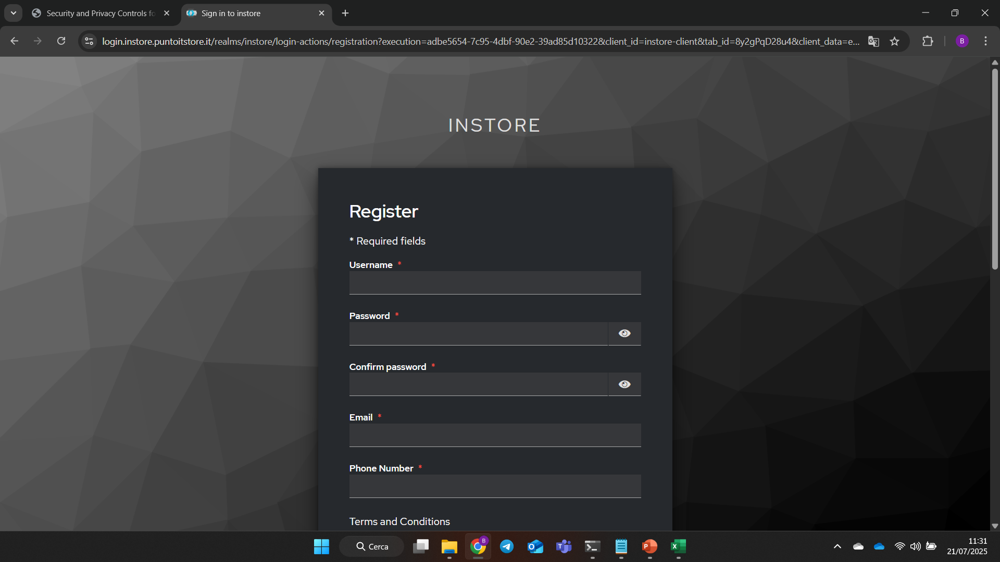 Security and Privacy Controls fo
Sign in to instore
login.instore.puntoitstore.it/realms/instore/login-actions/registration?execution=adbe5654-7c95-4dbf-90e2-39ad85d10322&client_id=instore-client&tab_id=8y2gPqD28u4&client_data=e...
B
INSTORE
Register
* Required fields
Username *
Password *
Confirm password *
Email *
Phone Number *
Terms and Conditions
Cerca
B
11:31
21/07/2025